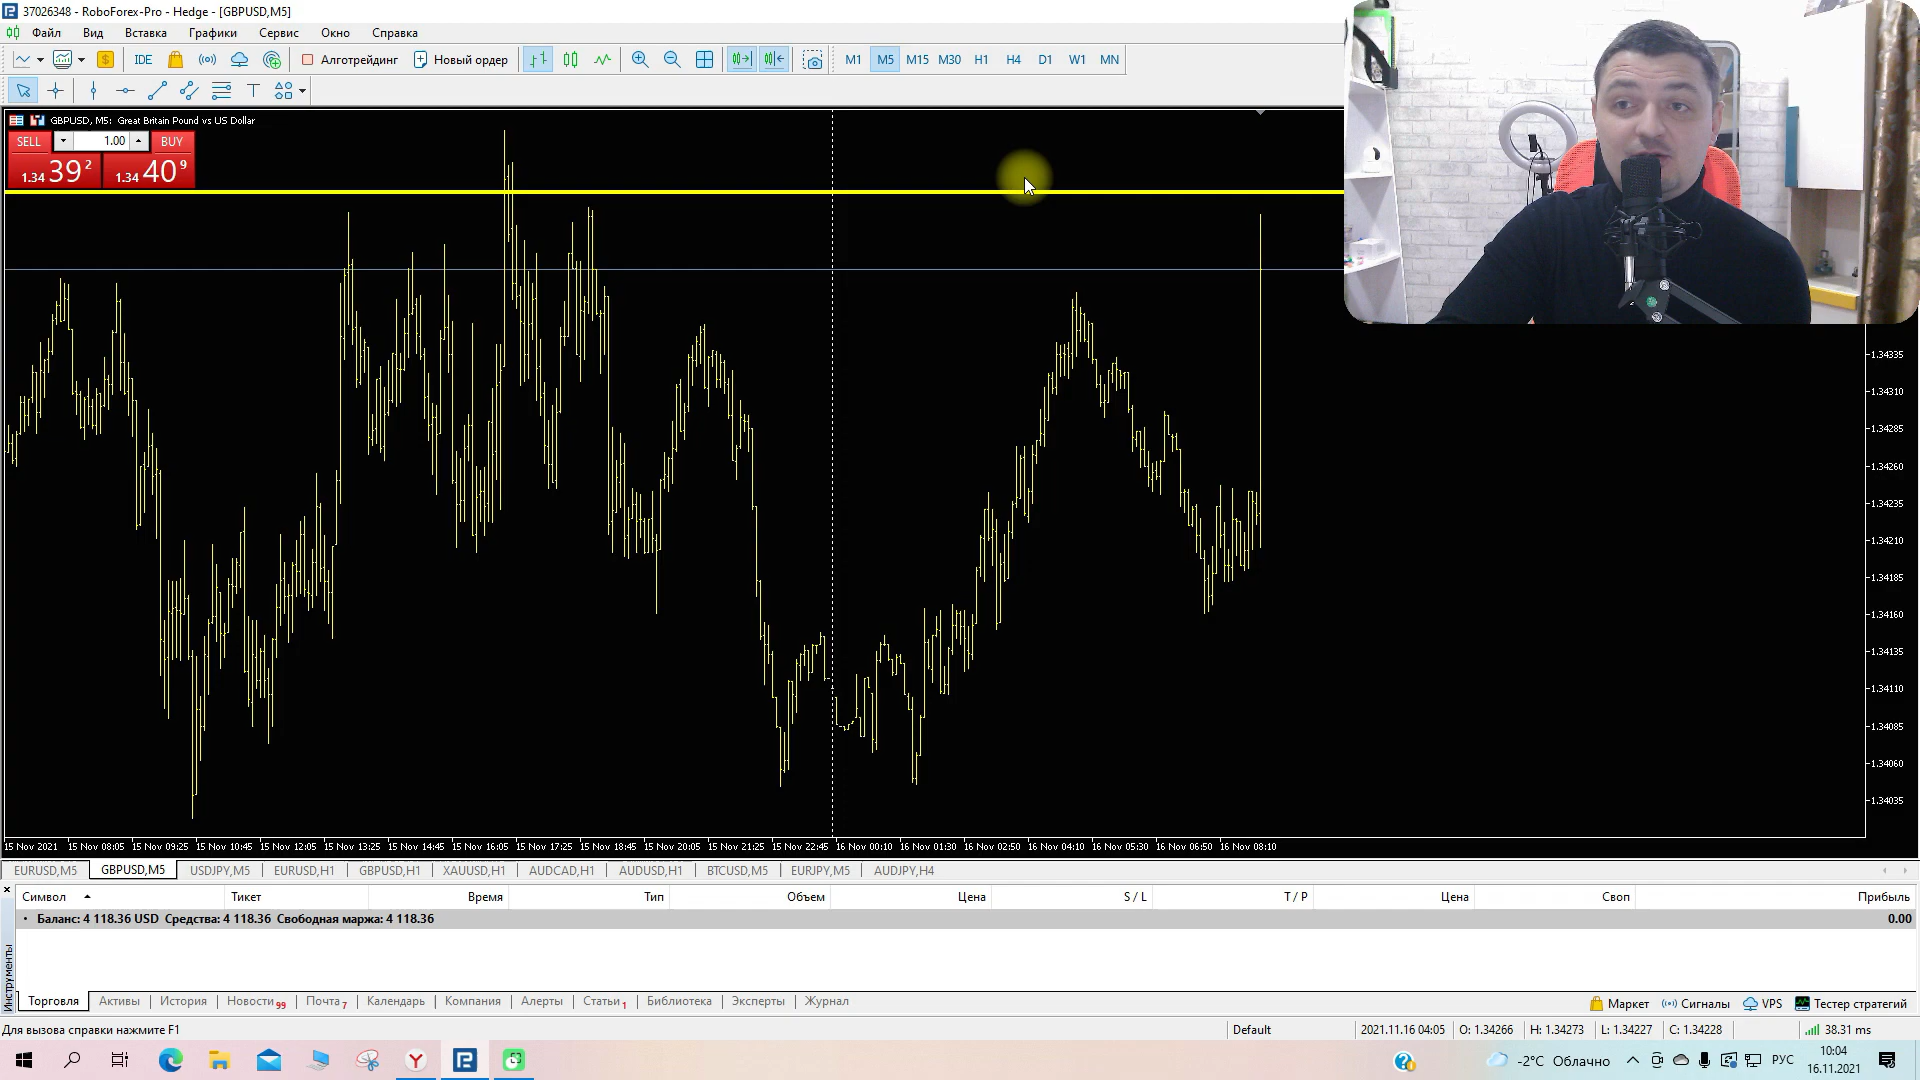 37026348 - RoboForex-Pro - Hedge - [GBPUSD,M5]
Файл Вид Вставка Графики Сервис Окно Справка
IDE Алготрейдинг Новый ордер M1 M5 M15 M30 H1 H4 D1 W1 MN
GBPUSD, M5: Great Britain Pound vs US Dollar
SELL 1.00 BUY
1.34 39 2 1.34 40 9
1.34335
1.34310
1.34285
1.34260
1.34235
1.34210
1.34185
1.34160
1.34135
1.34110
1.34085
1.34060
1.34035
15 Nov 2021 15 Nov 08:05 15 Nov 09:25 15 Nov 10:45 15 Nov 12:05 15 Nov 13:25 15 Nov 14:45 15 Nov 16:05 15 Nov 17:25 15 Nov 18:45 15 Nov 20:05 15 Nov 21:25 15 Nov 22:45 16 Nov 00:10 16 Nov 01:30 16 Nov 02:50 16 Nov 04:10 16 Nov 05:30 16 Nov 06:50 16 Nov 08:10
EURUSD,M5 GBPUSD,M5 USDJPY,M5 EURUSD,H1 GBPUSD,H1 XAUUSD,H1 AUDCAD,H1 AUDUSD,H1 BTCUSD,M5 EURJPY,M5 AUDJPY,H4
Символ Тикет Время Тип Объем Цена S / L T / P Цена Своп Прибыль
Баланс: 4 118.36 USD Средства: 4 118.36 Свободная маржа: 4 118.36 0.00
Инструменты
Торговля Активы История Новости 99 Почта 7 Календарь Компания Алерты Статьи 1 Библиотека Эксперты Журнал Маркет Сигналы VPS Тестер стратегий
Для вызова справки нажмите F1 Default 2021.11.16 04:05 O: 1.34266 H: 1.34273 L: 1.34227 C: 1.34228 38.31 ms
-2°C Облачно РУС 10:04
16.11.2021